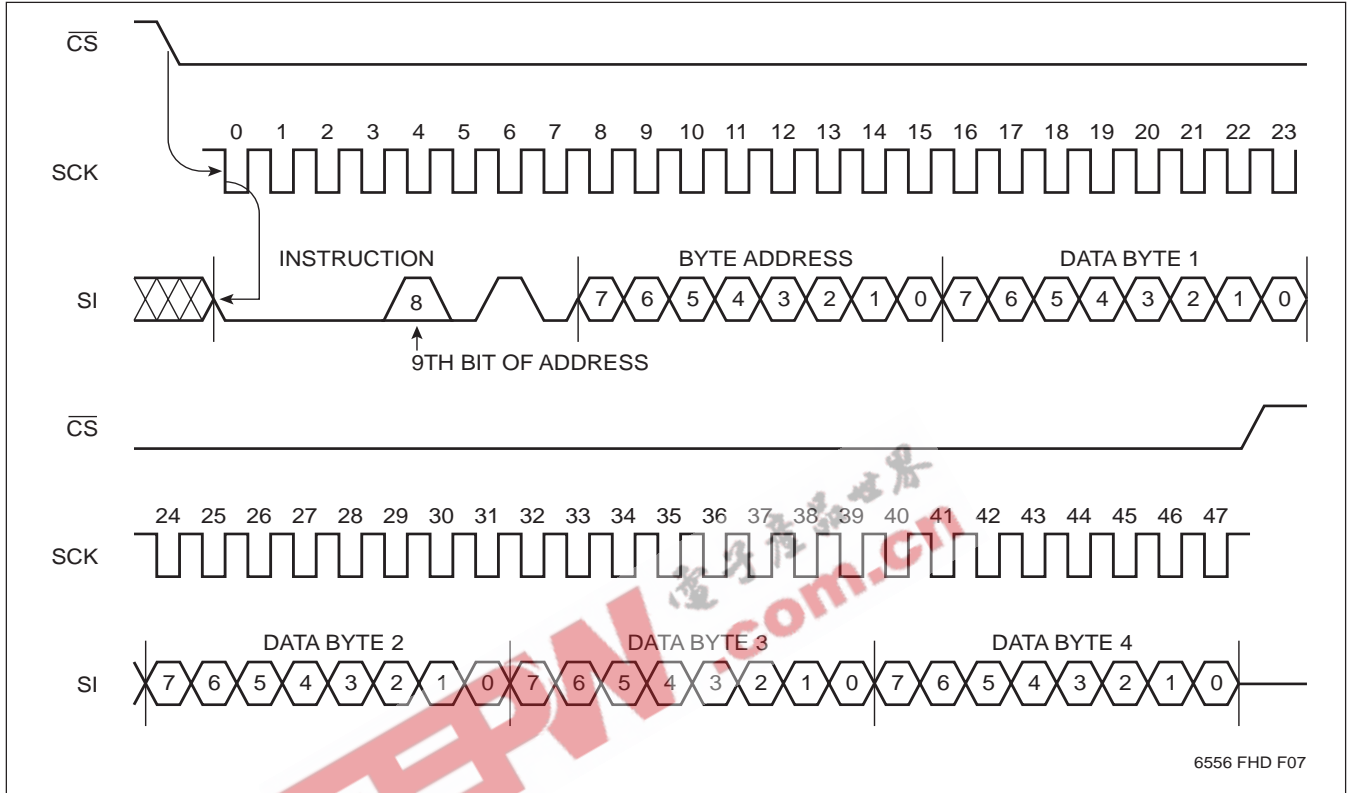 CS
0 1 2 3 4 5 6 7 8 9 10 11 12 13 14 15 16 17 18 19 20 21 22 23
SCK
INSTRUCTION BYTE ADDRESS DATA BYTE 1
SI 8 7 6 5 4 3 2 1 0 7 6 5 4 3 2 1 0
9TH BIT OF ADDRESS
CS
24 25 26 27 28 29 30 31 32 33 34 35 36 37 38 39 40 41 42 43 44 45 46 47
SCK
電子產品世界
.com.cn
DATA BYTE 2 DATA BYTE 3 DATA BYTE 4
SI 7 6 5 4 3 2 1 0 7 6 5 4 3 2 1 0 7 6 5 4 3 2 1 0
6556 FHD F07